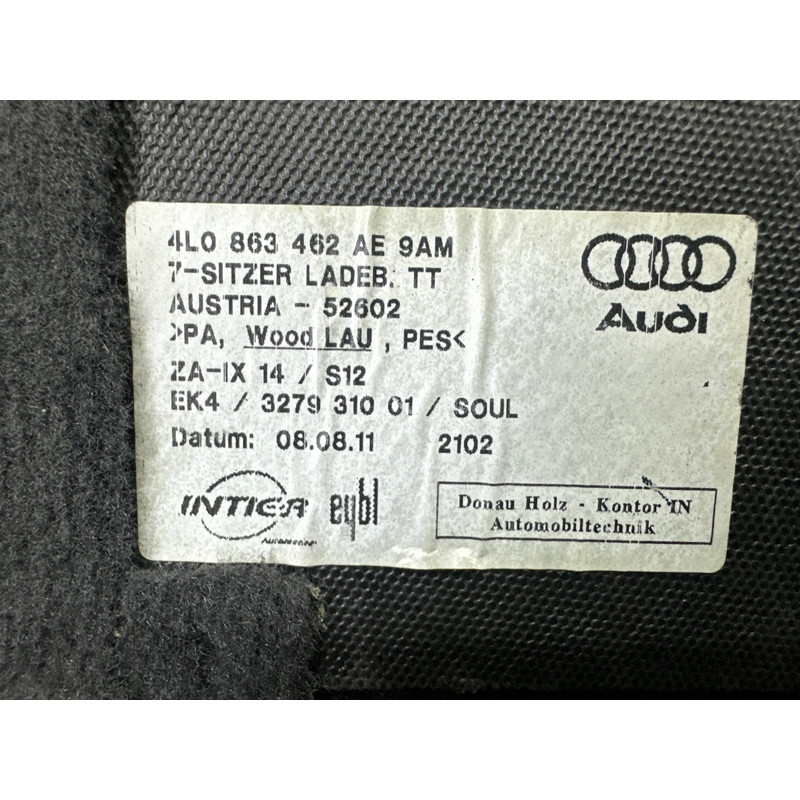 4L0 863 462 AE 9AM
7-SITZER LADEB. TT
AUSTRIA - 52602
>PA, Wood LAU , PES<
ZA-IX 14 / S12
EK4 / 3279 310 01 / SOUL
Datum: 08.08.11 2102
Audi
INTIER eybl
Donau Holz - Kontor IN
Automobiltechnik